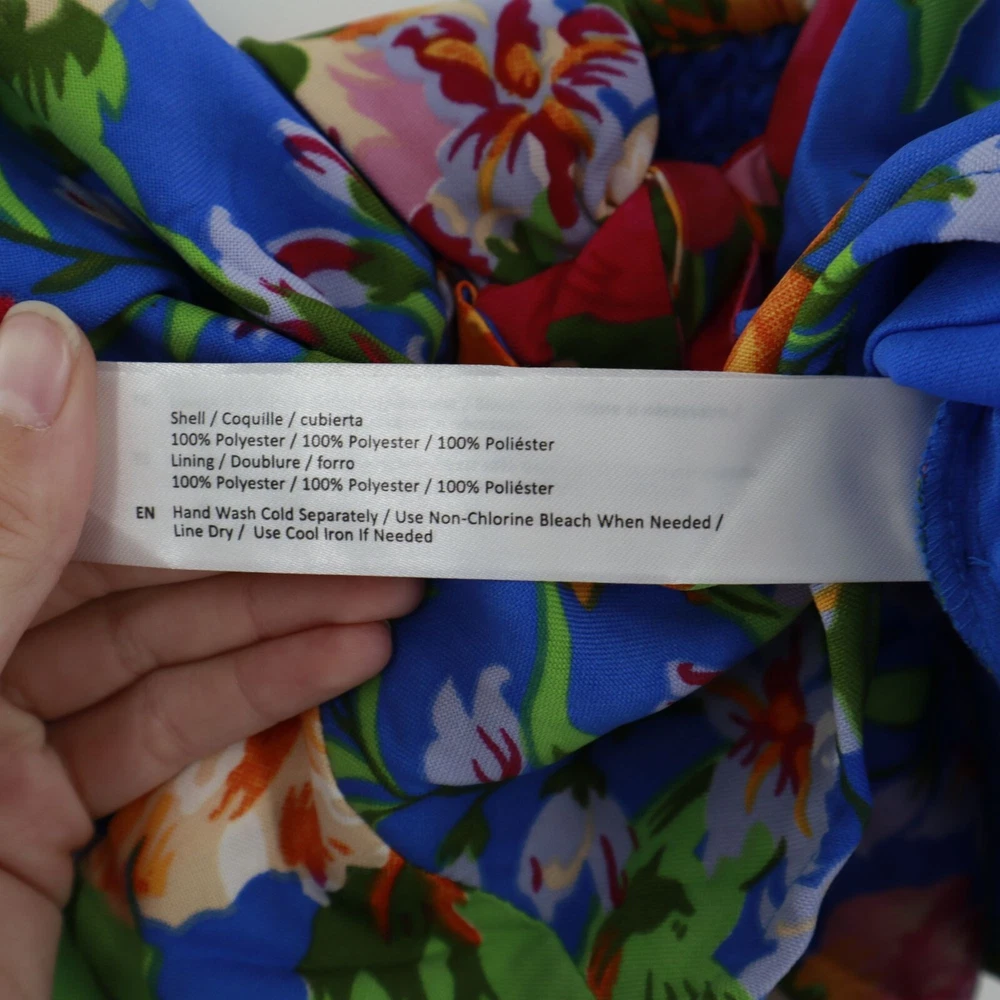 Shell / Coquille / cubierta
100% Polyester / 100% Polyester / 100% Poliéster
Lining / Doublure / forro
100% Polyester / 100% Polyester / 100% Poliéster
EN Hand Wash Cold Separately / Use Non-Chlorine Bleach When Needed /
Line Dry / Use Cool Iron If Needed